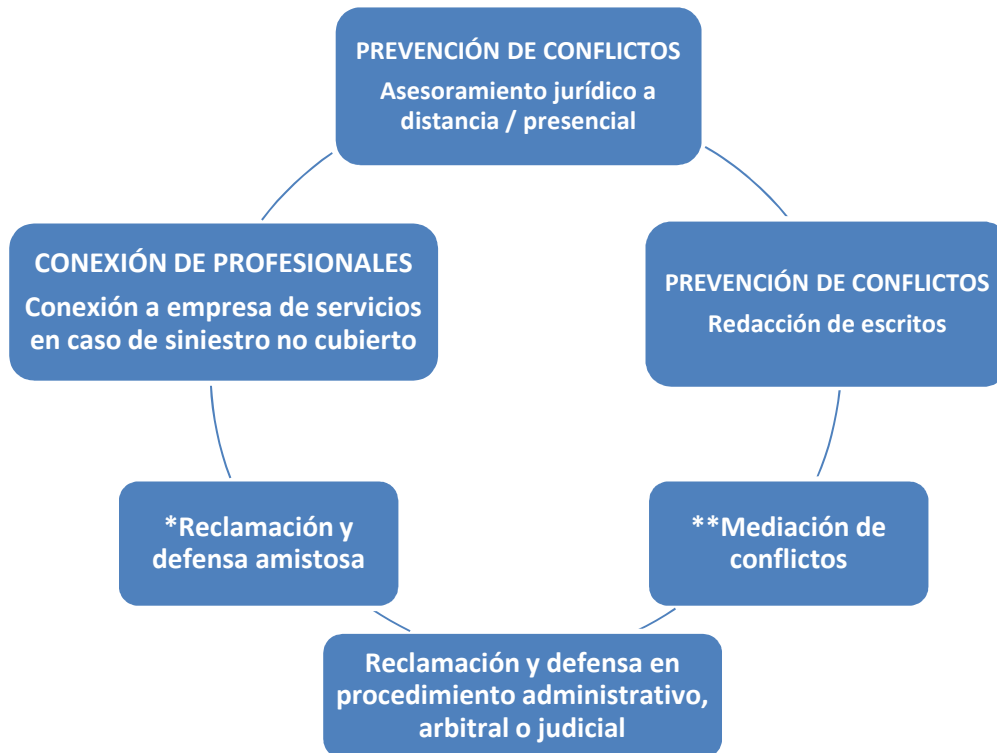 PREVENCIÓN DE CONFLICTOS
Asesoramiento jurídico a
distancia / presencial
CONEXIÓN DE PROFESIONALES
Conexión a empresa de servicios
en caso de siniestro no cubierto
PREVENCIÓN DE CONFLICTOS
Redacción de escritos
*Reclamación y
defensa amistosa
**Mediación de
conflictos
Reclamación y defensa en
procedimiento administrativo,
arbitral o judicial